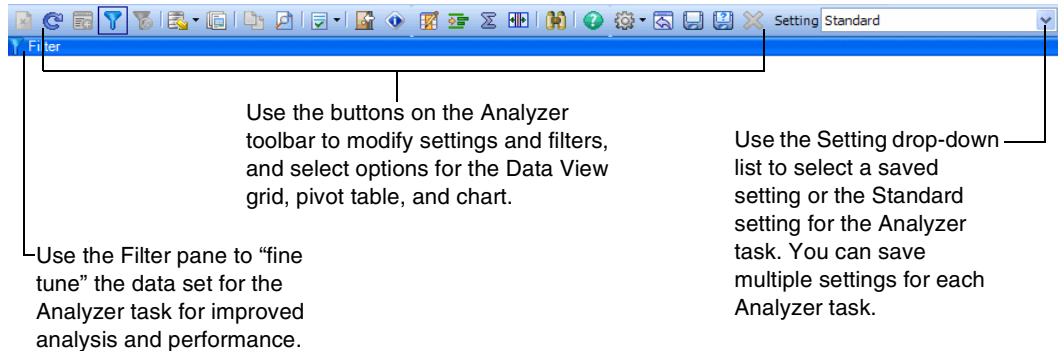 Setting Standard
Filter
Use the buttons on the Analyzer
toolbar to modify settings and filters,
and select options for the Data View
grid, pivot table, and chart.
Use the Setting drop-down
list to select a saved
setting or the Standard
setting for the Analyzer
task. You can save
multiple settings for each
Analyzer task.
Use the Filter pane to “fine
tune” the data set for the
Analyzer task for improved
analysis and performance.